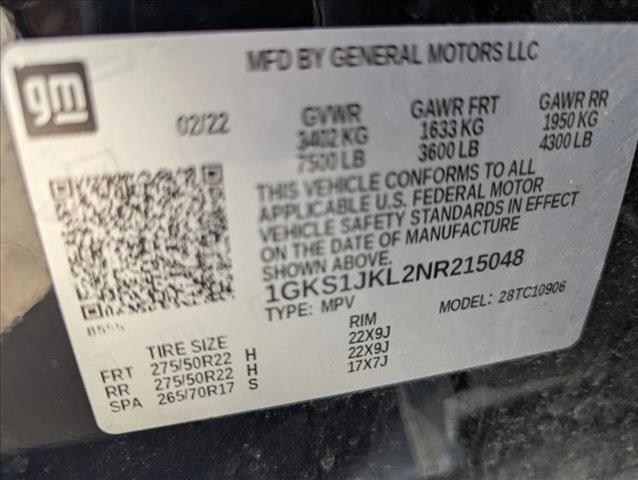 gm
MFD BY GENERAL MOTORS LLC
02/22
GVWR GAWR FRT GAWR RR
3402 KG 1633 KG 1950 KG
7500 LB 3600 LB 4300 LB
THIS VEHICLE CONFORMS TO ALL
APPLICABLE U.S. FEDERAL MOTOR
VEHICLE SAFETY STANDARDS IN EFFECT
ON THE DATE OF MANUFACTURE
SHOWN ABOVE.
1GKS1JKL2NR215048
TYPE: MPV MODEL: 28TC10906
TIRE SIZE RIM
FRT 275/50R22 H 22X9J
RR 275/50R22 H 22X9J
SPA 265/70R17 S 17X7J